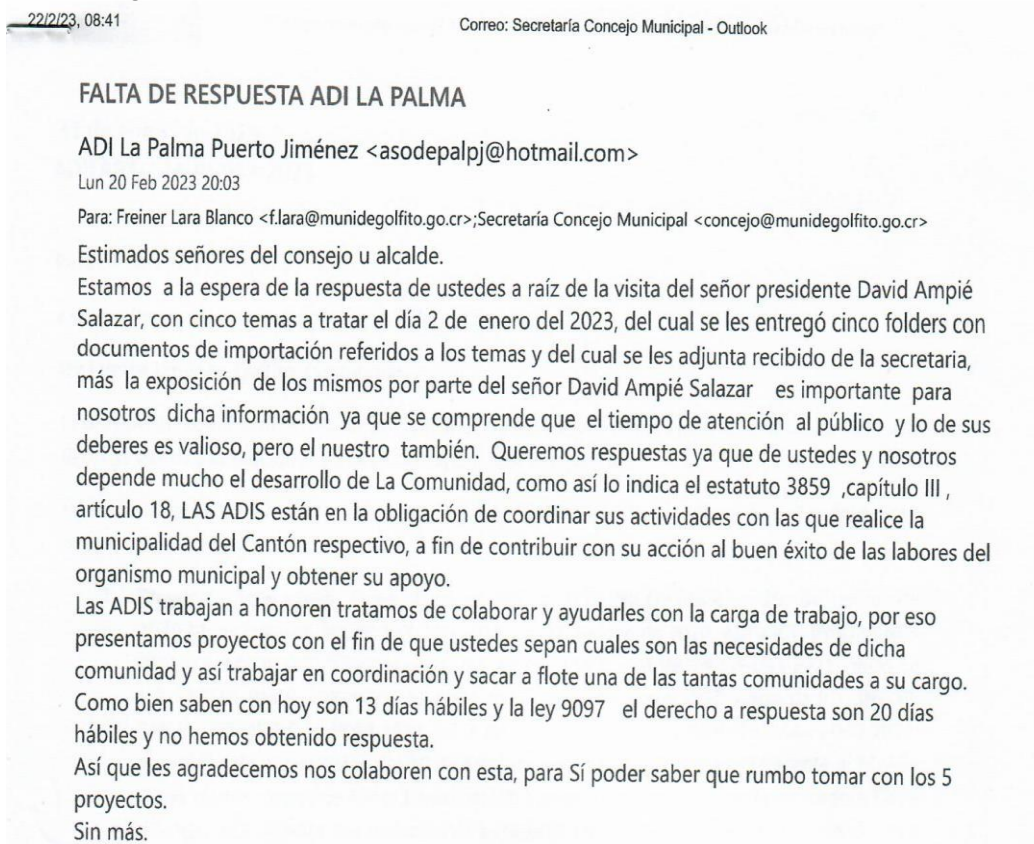 22/2/23, 08:41
Correo: Secretaría Concejo Municipal - Outlook
FALTA DE RESPUESTA ADI LA PALMA
ADI La Palma Puerto Jiménez <asodepalpj@hotmail.com>
Lun 20 Feb 2023 20:03
Para: Freiner Lara Blanco <f.lara@munidegolfito.go.cr>;Secretaría Concejo Municipal <concejo@munidegolfito.go.cr>
Estimados señores del consejo u alcalde.
Estamos a la espera de la respuesta de ustedes a raíz de la visita del señor presidente David Ampié
Salazar, con cinco temas a tratar el día 2 de enero del 2023, del cual se les entregó cinco folders con
documentos de importación referidos a los temas y del cual se les adjunta recibido de la secretaria,
más la exposición de los mismos por parte del señor David Ampié Salazar es importante para
nosotros dicha información ya que se comprende que el tiempo de atención al público y lo de sus
deberes es valioso, pero el nuestro también. Queremos respuestas ya que de ustedes y nosotros
depende mucho el desarrollo de La Comunidad, como así lo indica el estatuto 3859 ,capítulo III ,
artículo 18, LAS ADIS están en la obligación de coordinar sus actividades con las que realice la
municipalidad del Cantón respectivo, a fin de contribuir con su acción al buen éxito de las labores del
organismo municipal y obtener su apoyo.
Las ADIS trabajan a honoren tratamos de colaborar y ayudarles con la carga de trabajo, por eso
presentamos proyectos con el fin de que ustedes sepan cuales son las necesidades de dicha
comunidad y así trabajar en coordinación y sacar a flote una de las tantas comunidades a su cargo.
Como bien saben con hoy son 13 días hábiles y la ley 9097 el derecho a respuesta son 20 días
hábiles y no hemos obtenido respuesta.
Así que les agradecemos nos colaboren con esta, para Sí poder saber que rumbo tomar con los 5
proyectos.
Sin más.